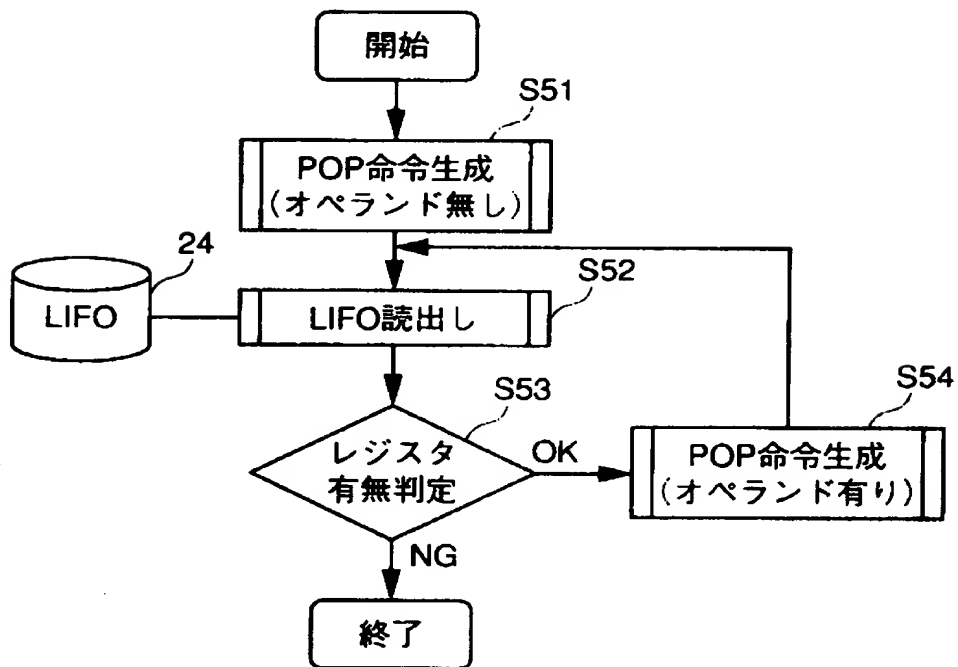 開始
S51
POP命令生成
(オペランド無し)
24
LIFO
S52
LIFO読出し
S53
レジスタ
有無判定
OK
S54
POP命令生成
(オペランド有り)
NG
終了